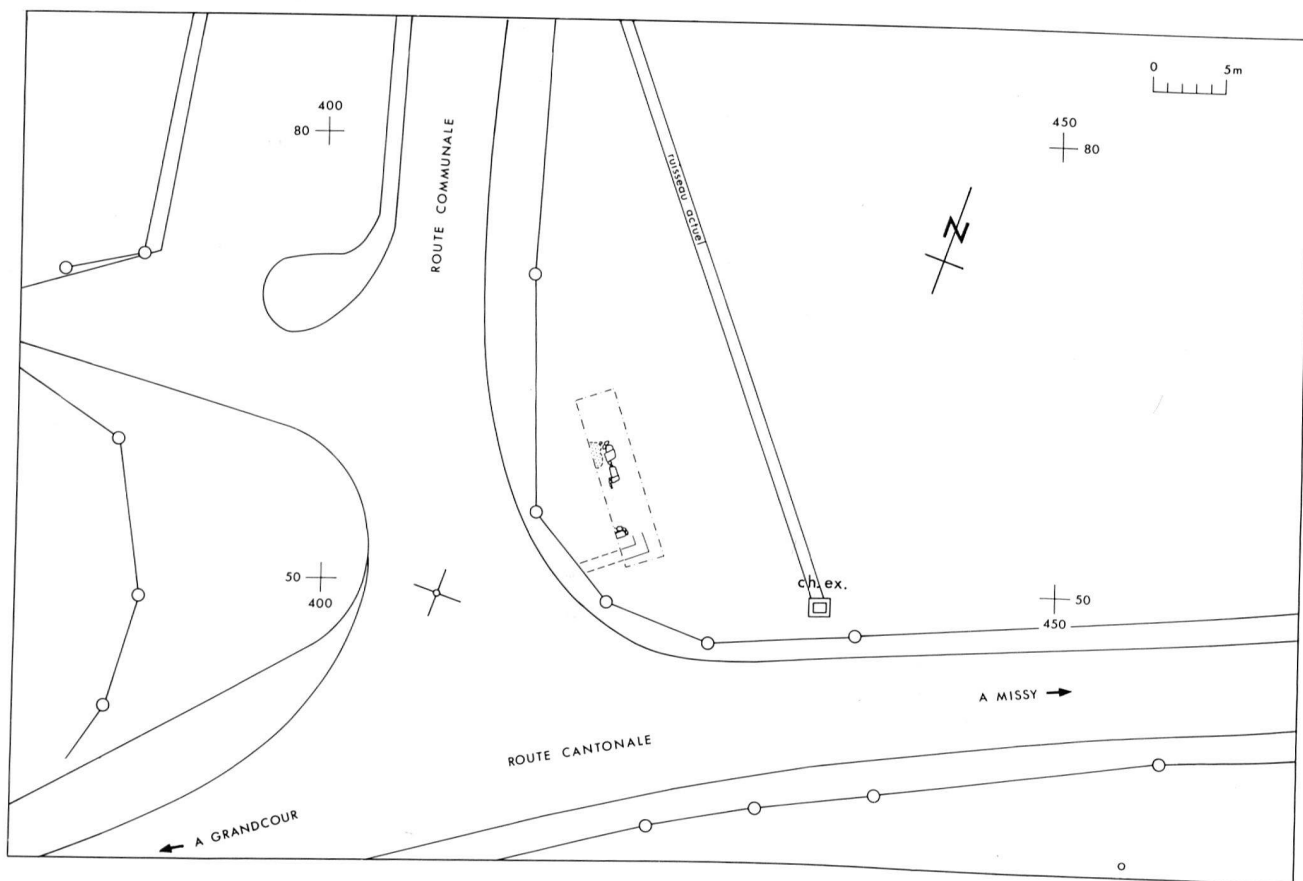 0 5m
400
80
450
80
ROUTE COMMUNALE
ruisseau actuel
N
50
400
ch. ex.
50
450
A MISSY
ROUTE CANTONALE
A GRANDCOUR